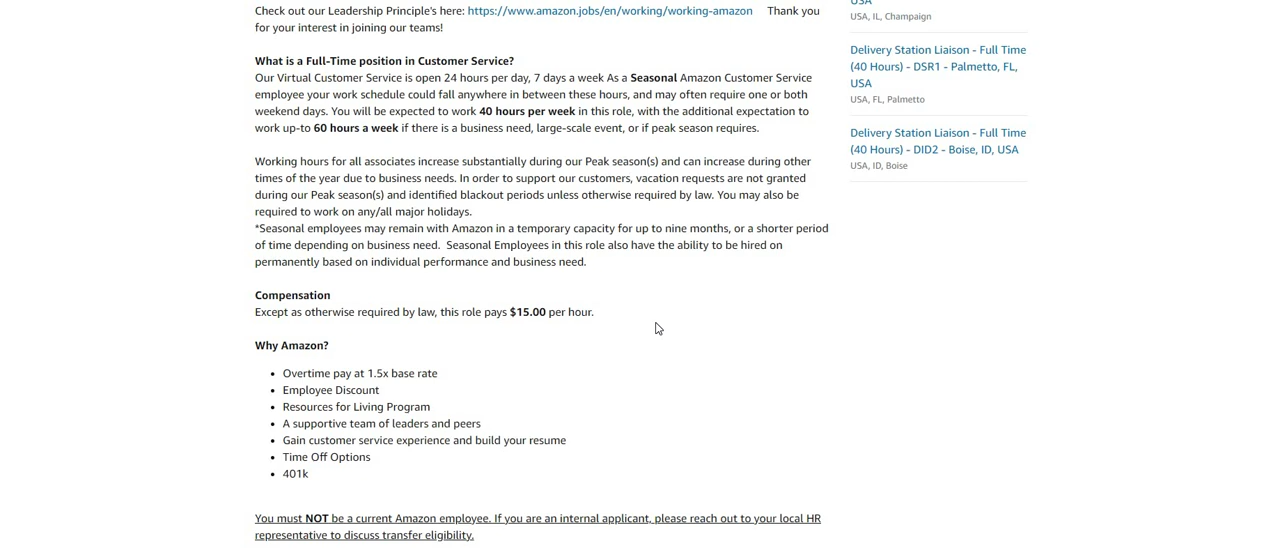 Check out our Leadership Principle's here: https://www.amazon.jobs/en/working/working-amazon Thank you
for your interest in joining our teams!
What is a Full-Time position in Customer Service?
Our Virtual Customer Service is open 24 hours per day, 7 days a week As a Seasonal Amazon Customer Service
employee your work schedule could fall anywhere in between these hours, and may often require one or both
weekend days. You will be expected to work 40 hours per week in this role, with the additional expectation to
work up-to 60 hours a week if there is a business need, large-scale event, or if peak season requires.
Working hours for all associates increase substantially during our Peak season(s) and can increase during other
times of the year due to business needs. In order to support our customers, vacation requests are not granted
during our Peak season(s) and identified blackout periods unless otherwise required by law. You may also be
required to work on any/all major holidays.
*Seasonal employees may remain with Amazon in a temporary capacity for up to nine months, or a shorter period
of time depending on business need. Seasonal Employees in this role also have the ability to be hired on
permanently based on individual performance and business need.
Compensation
Except as otherwise required by law, this role pays $15.00 per hour.
Why Amazon?
• Overtime pay at 1.5x base rate
• Employee Discount
• Resources for Living Program
• A supportive team of leaders and peers
• Gain customer service experience and build your resume
• Time Off Options
• 401k
You must NOT be a current Amazon employee. If you are an internal applicant, please reach out to your local HR
representative to discuss transfer eligibility.
USA
USA, IL, Champaign
Delivery Station Liaison - Full Time
(40 Hours) - DSR1 - Palmetto, FL,
USA
USA, FL, Palmetto
Delivery Station Liaison - Full Time
(40 Hours) - DID2 - Boise, ID, USA
USA, ID, Boise